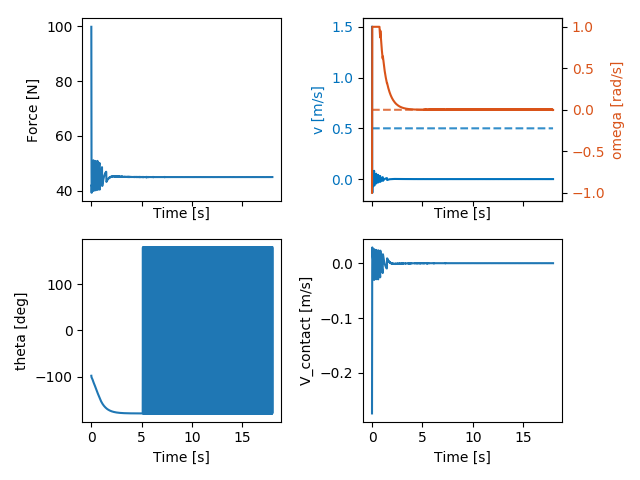 100
80
60
40
Force [N]
Time [s]
1.5
1.0
0.5
0.0
v [m/s]
1.0
0.5
0.0
−0.5
−1.0
omega [rad/s]
Time [s]
100
0
−100
theta [deg]
0 5 10 15
Time [s]
0.0
−0.1
−0.2
V_contact [m/s]
0 5 10 15
Time [s]